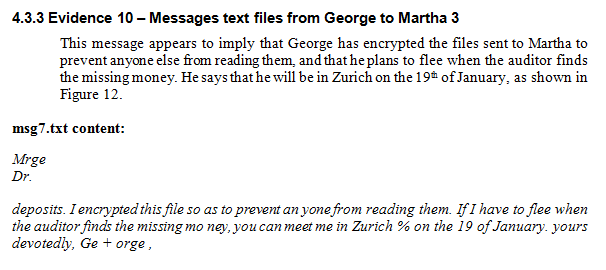 4.3.3 Evidence 10 – Messages text files from George to Martha 3
This message appears to imply that George has encrypted the files sent to Martha to
prevent anyone else from reading them, and that he plans to flee when the auditor finds
the missing money. He says that he will be in Zurich on the 19th of January, as shown in
Figure 12.
msg7.txt content:
Mrge
Dr.
deposits. I encrypted this file so as to prevent an yone from reading them. If I have to flee when
the auditor finds the missing mo ney, you can meet me in Zurich % on the 19 of January. yours
devotedly, Ge + orge ,